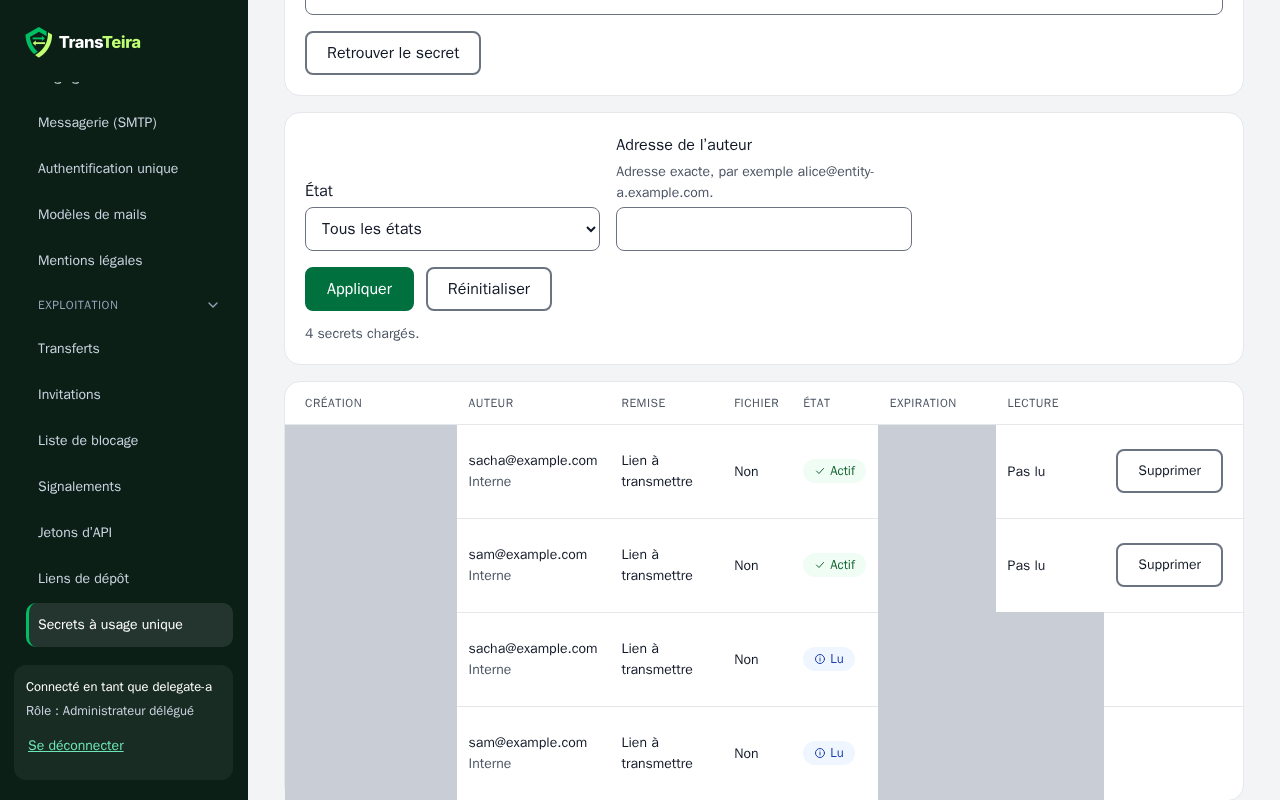 TransTeira
Messagerie (SMTP)
Authentification unique
Modèles de mails
Mentions légales
EXPLOITATION
Transferts
Invitations
Liste de blocage
Signalements
Jetons d'API
Liens de dépôt
Secrets à usage unique
Connecté en tant que delegate-a
Rôle : Administrateur délégué
Se déconnecter
Retrouver le secret
État
Tous les états
Adresse de l'auteur
Adresse exacte, par exemple alice@entity-
a.example.com.
Appliquer
Réinitialiser
4 secrets chargés.
CRÉATION AUTEUR REMISE FICHIER ÉTAT EXPIRATION LECTURE
sacha@example.com
Interne
Lien à
transmettre
Non
Actif
Pas lu
Supprimer
sam@example.com
Interne
Lien à
transmettre
Non
Actif
Pas lu
Supprimer
sacha@example.com
Interne
Lien à
transmettre
Non
Lu
sam@example.com
Interne
Lien à
transmettre
Non
Lu